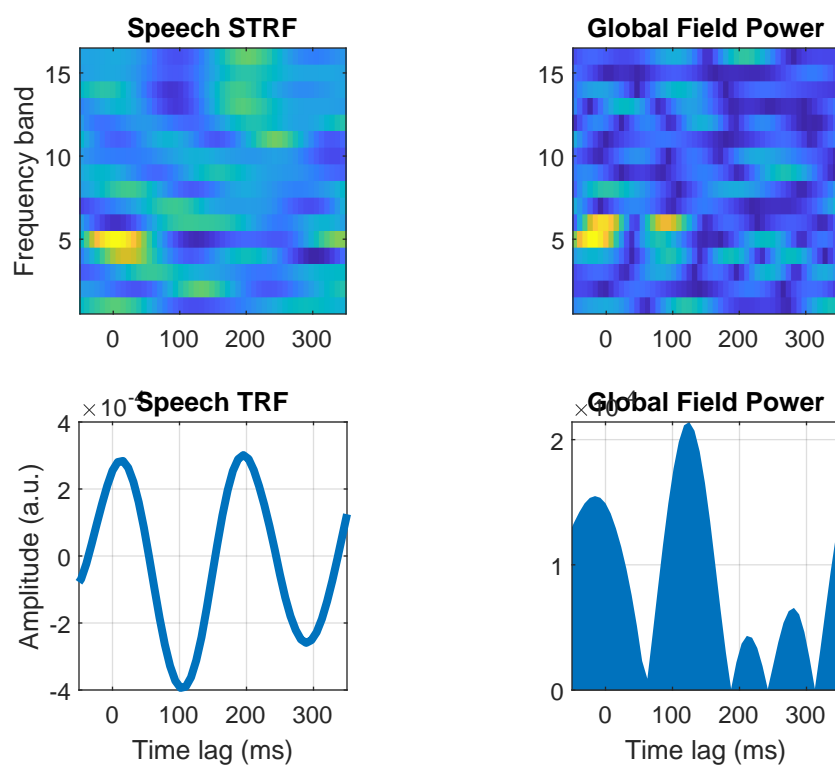 Speech STRF
Frequency band
15
10
5
0 100 200 300
Global Field Power
15
10
5
0 100 200 300
Speech TRF
× 10⁻⁴
Amplitude (a.u.)
4
2
0
-2
-4
0 100 200 300
Time lag (ms)
Global Field Power
2
1
0
0 100 200 300
Time lag (ms)